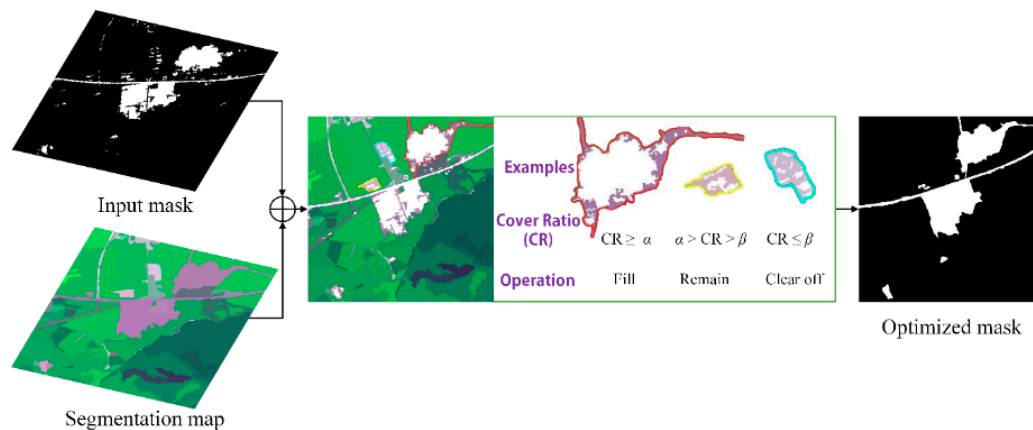 Input mask
Segmentation map
Examples
Cover Ratio
(CR)
CR ≥ α
α > CR > β
CR ≤ β
Operation
Fill
Remain
Clear off
Optimized mask